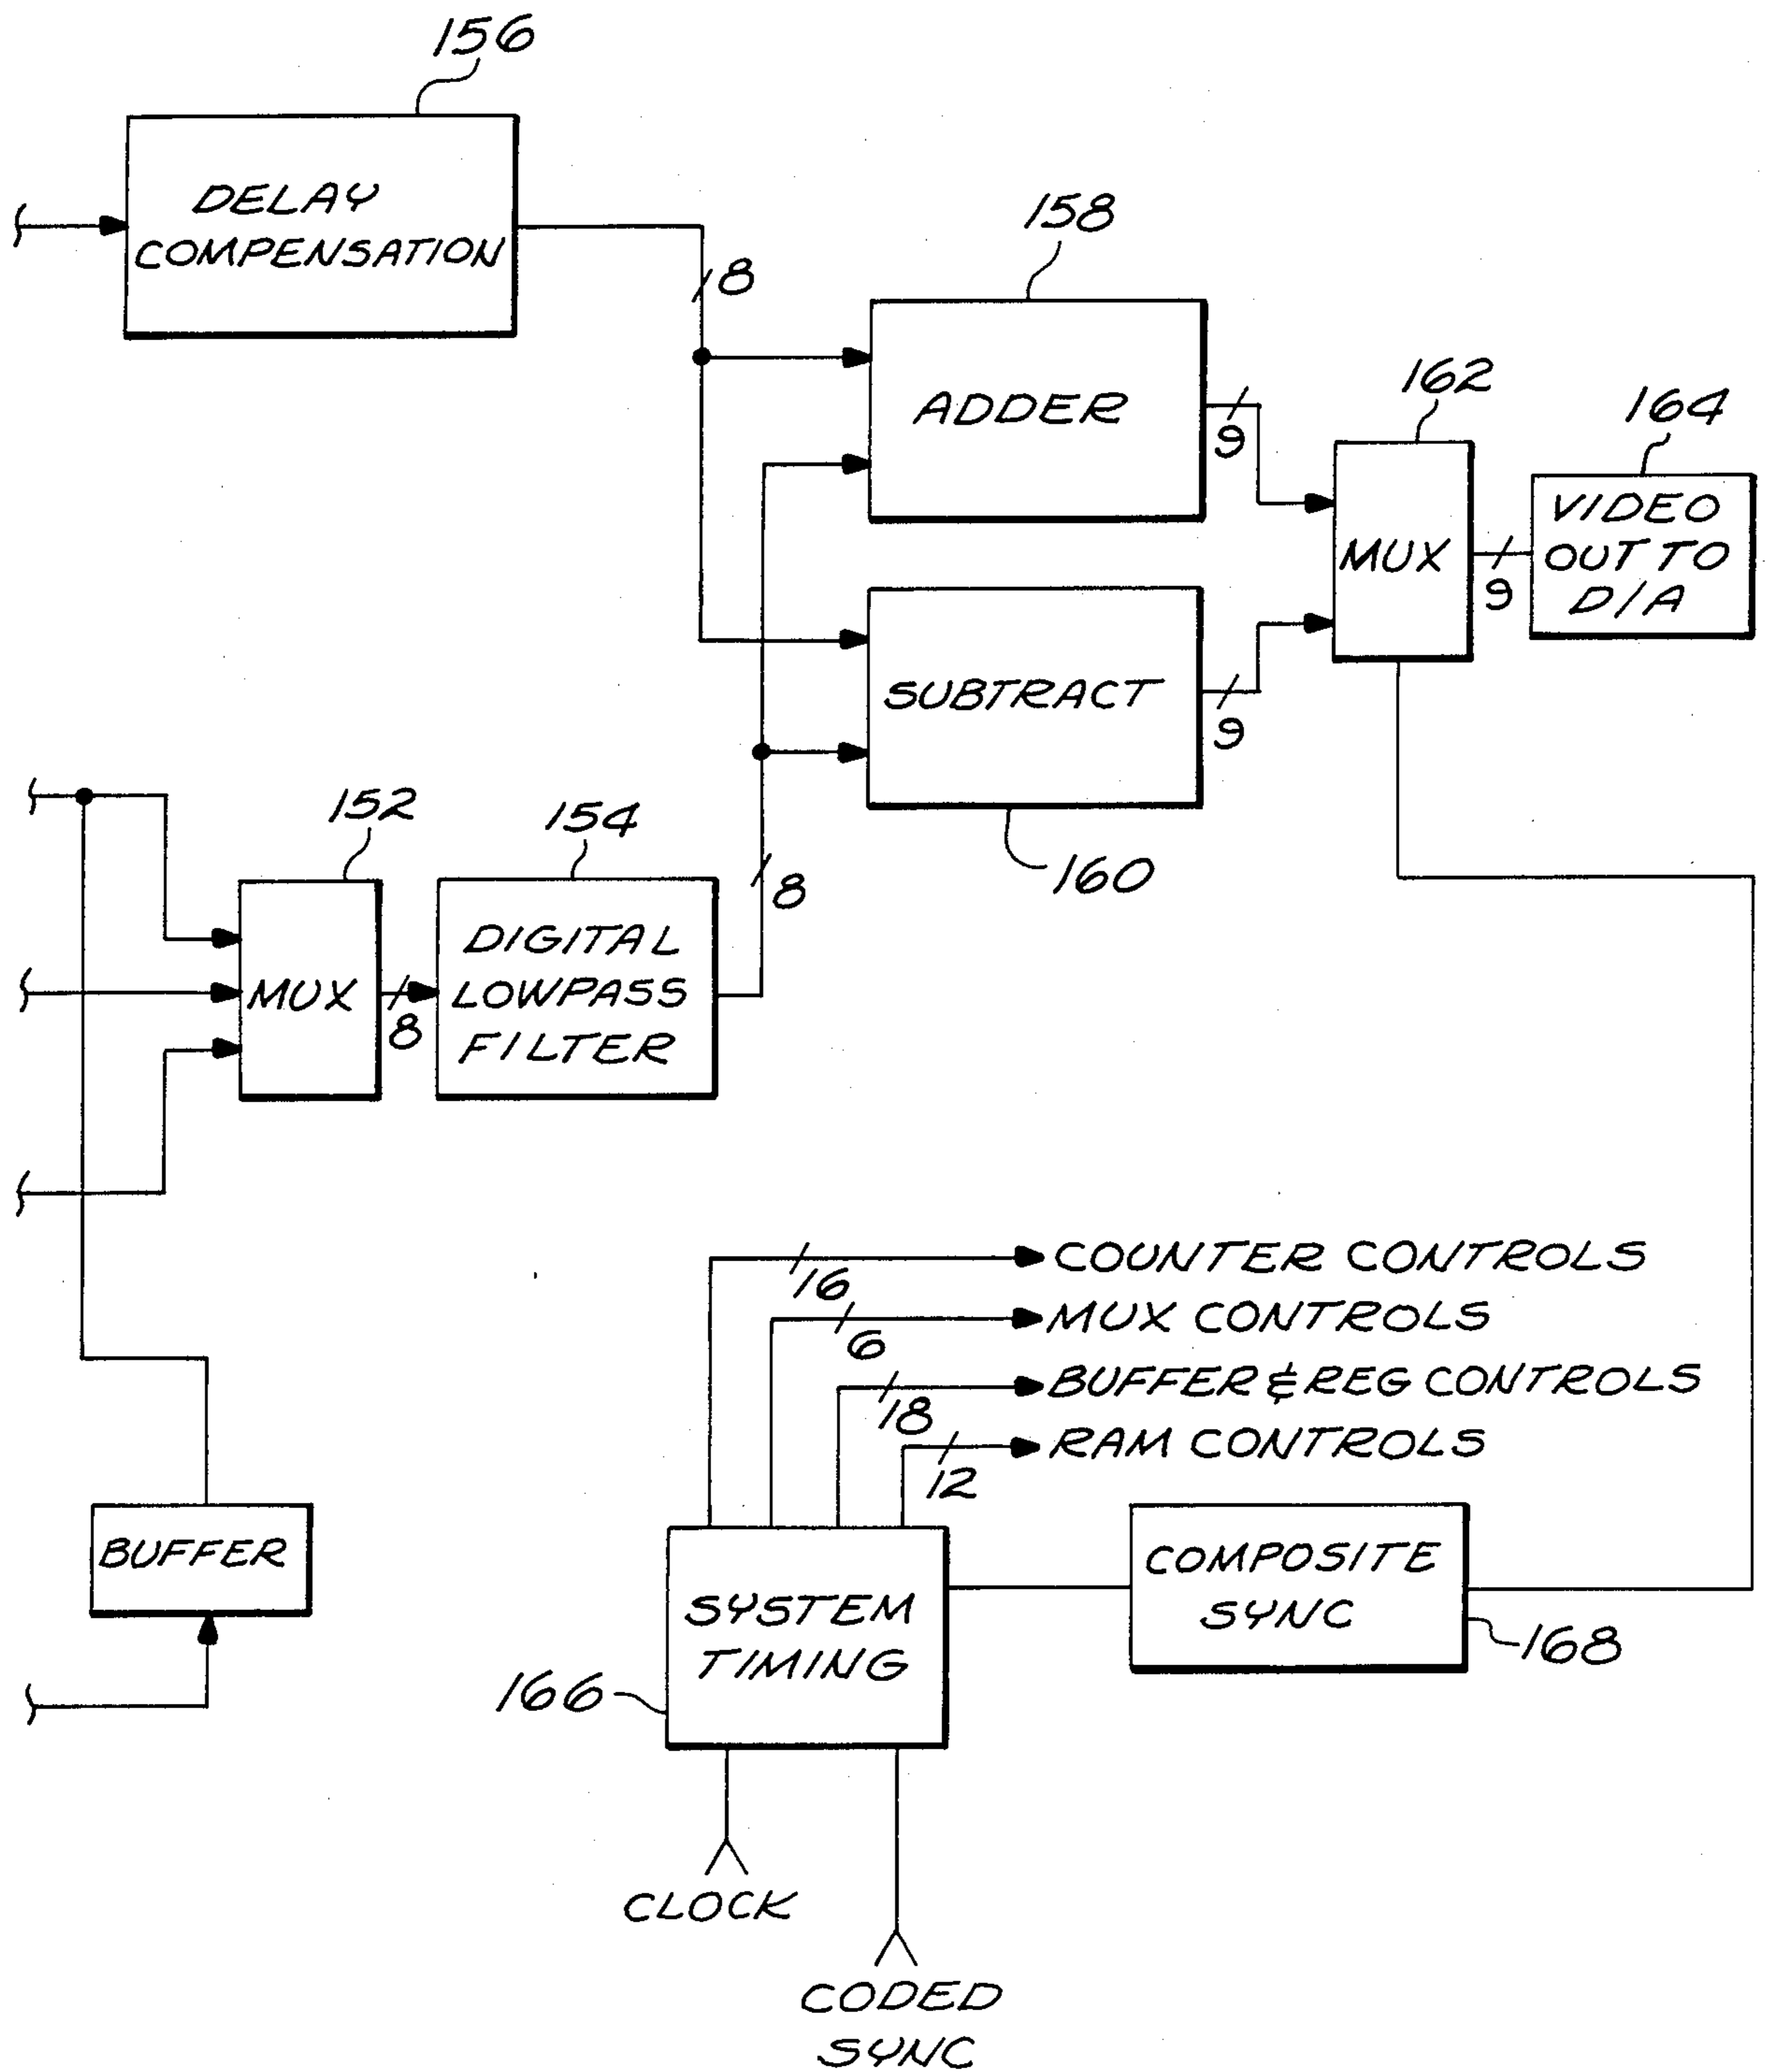 156
DELAY
COMPENSATION
8
158
ADDER
9
162
MUX
9
164
VIDEO
OUT TO
D/A
SUBTRACT
9
160
152
MUX
8
154
DIGITAL
LOWPASS
FILTER
8
BUFFER
16
COUNTER CONTROLS
6
MUX CONTROLS
18
BUFFER & REG CONTROLS
12
RAM CONTROLS
SYSTEM
TIMING
166
COMPOSITE
SYNC
168
CLOCK
CODED
SYNC